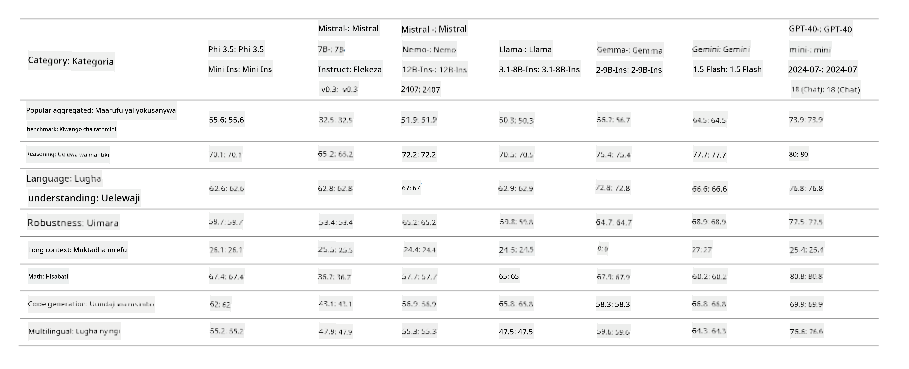 Category: Kategoria
Phi 3.5: Phi 3.5
Mini Ins: Mini Ins
Mistral-: Mistral
7B-: 7B-
Instruct: Elekeza
v0.3: v0.3
Mistral -: Mistral
Nemo-: Nemo
12B-Ins-: 12B-Ins
2407: 2407
Llama-: Llama
3.1-8B-Ins: 3.1-8B-Ins
Gemma-: Gemma
2-9B-Ins: 2-9B-Ins
Gemini: Gemini
1.5 Flash: 1.5 Flash
GPT-40-: GPT-40
mini-: mini
2024-07-: 2024-07
18 (Chat): 18 (Chat)
Popular aggregated: Maarufu ya iyokusanywa
benchmark: Kiwango cha
55.6: 55.6
32.5: 32.5
51.9: 51.9
50.3: 50.3
56.7: 56.7
64.5: 64.5
73.9: 73.9
Reasoning:
70.1: 70.1
65.2: 65.2
72.2: 72.2
70.5: 70.5
75.4: 75.4
77.7: 77.7
80: 80
Language: Lugha
understanding: Uelewaji
62.6: 62.6
62.8: 62.8
67: 67
62.9: 62.9
72.8: 72.8
66.6: 66.6
76.8: 76.8
Robustness: Uimara
59.7: 59.7
53.4: 53.4
65.2: 65.2
59.8: 59.8
64.7: 64.7
68.9: 68.9
77.5: 77.5
Long context: Muktadha mrefu
26.1: 26.1
25.5: 25.5
24.4: 24.4
24.5: 24.5
27: 27
25.4: 25.4
Math: Hisabati
67.4: 67.4
36.7: 36.7
57.7: 57.7
65: 65
67.9: 67.9
60.2: 60.2
80.8: 80.8
Code generation:
62: 62
43.1: 43.1
56.9: 56.9
65.8: 65.8
58.3: 58.3
66.8: 66.8
69.9: 69.9
Multilingual: Lugha nyingi
55.2: 55.2
47.9: 47.9
55.3: 55.3
47.5: 47.5
59.6: 59.6
64.3: 64.3
76.6: 76.6